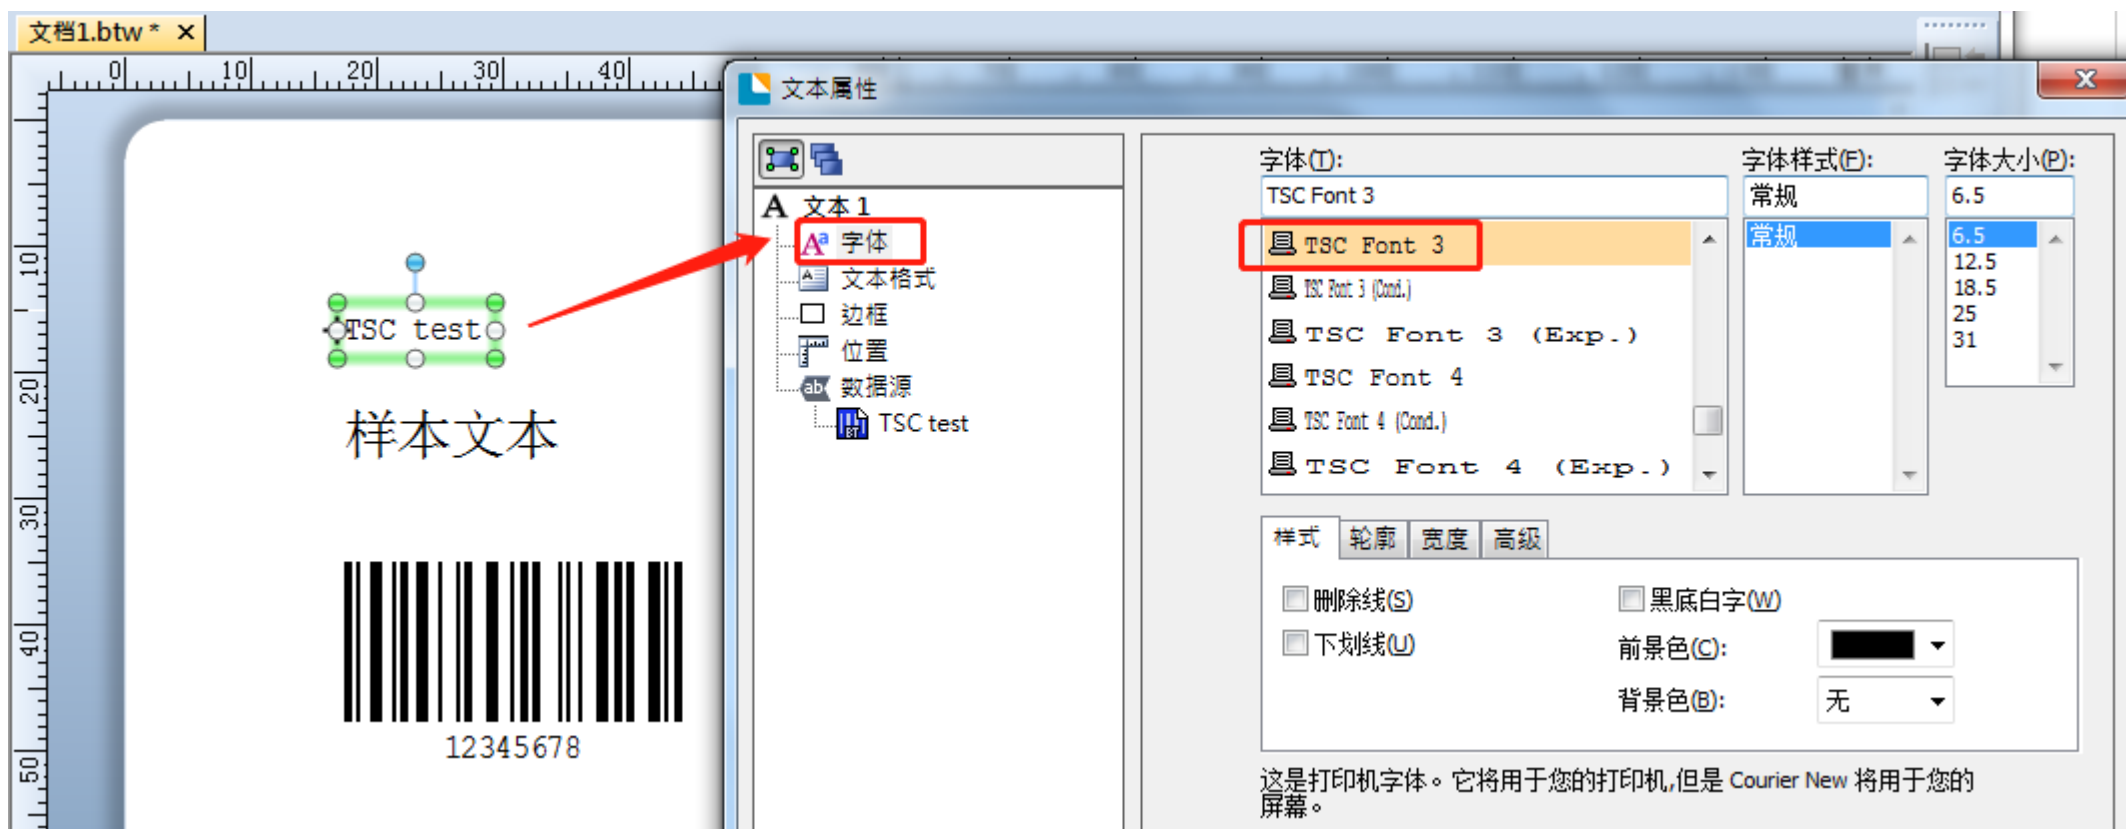 文档1.btw *
0 10 20 30 40
文本属性
10
20
30
40
50
TSC test
样本文本
12345678
文本 1
字体
文本格式
边框
位置
数据源
TSC test
字体(T):
TSC Font 3
TSC Font 3
TSC Font 3 (Cond.)
TSC Font 3 (Exp.)
TSC Font 4
TSC Font 4 (Cond.)
TSC Font 4 (Exp.)
字体样式(F):
常规
常规
字体大小(P):
6.5
6.5
12.5
18.5
25
31
样式 轮廓 宽度 高级
删除线(S) 黑底白字(W)
下划线(U) 前景色(C):
背景色(B): 无
这是打印机字体。它将用于您的打印机,但是 Courier New 将用于您的
屏幕。